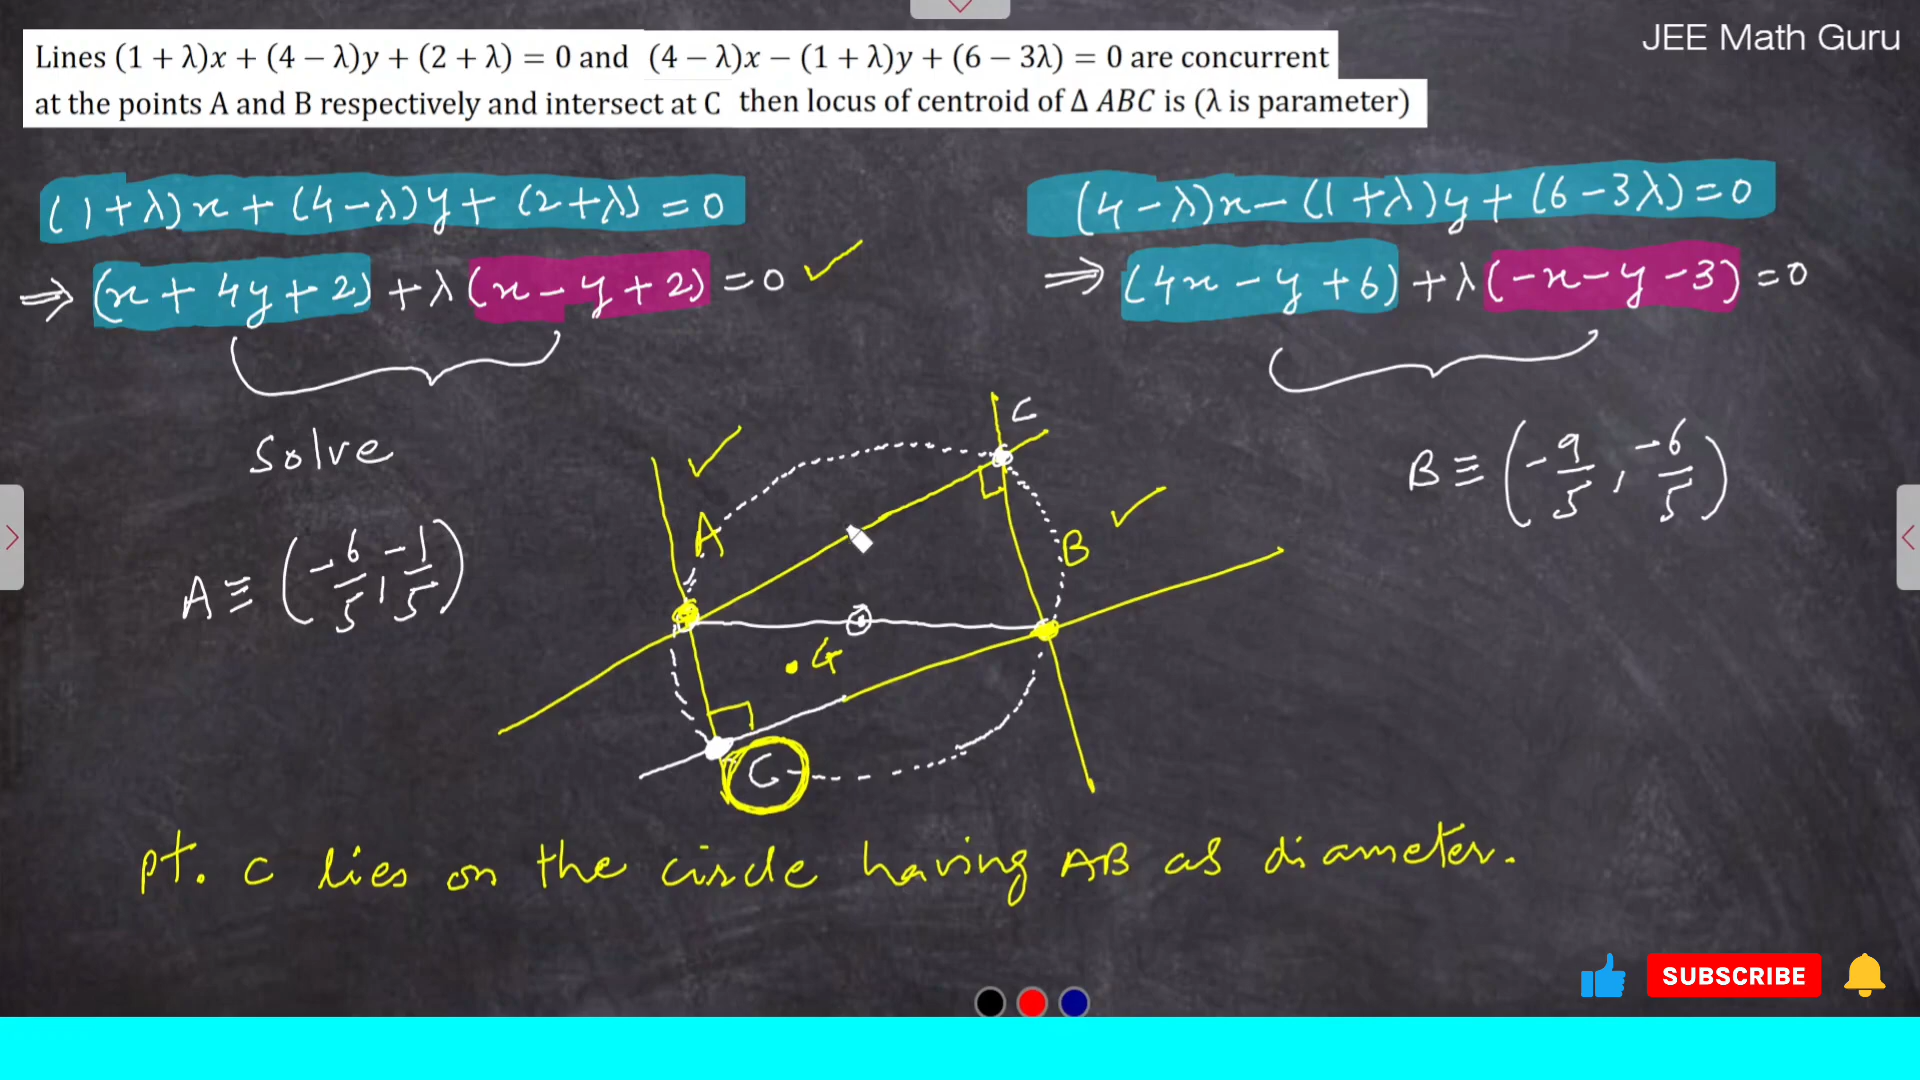 JEE Math Guru
Lines (1 + λ)x + (4 − λ)y + (2 + λ) = 0 and (4 − λ)x − (1 + λ)y + (6 − 3λ) = 0 are concurrent
at the points A and B respectively and intersect at C then locus of centroid of Δ ABC is (λ is parameter)
(1+λ)x + (4-λ)y + (2+λ) = 0
(4-λ)x - (1+λ)y + (6-3λ) = 0
⇒ (x + 4y + 2) + λ (x - y + 2) = 0 ✓
⇒ (4x - y + 6) + λ (-x - y - 3) = 0
Solve
A ≡ (-6/5, -1/5)
B ≡ (-9/5, -6/5)
C
A
B
.4
C
pt. C lies on the circle having AB as diameter.
SUBSCRIBE